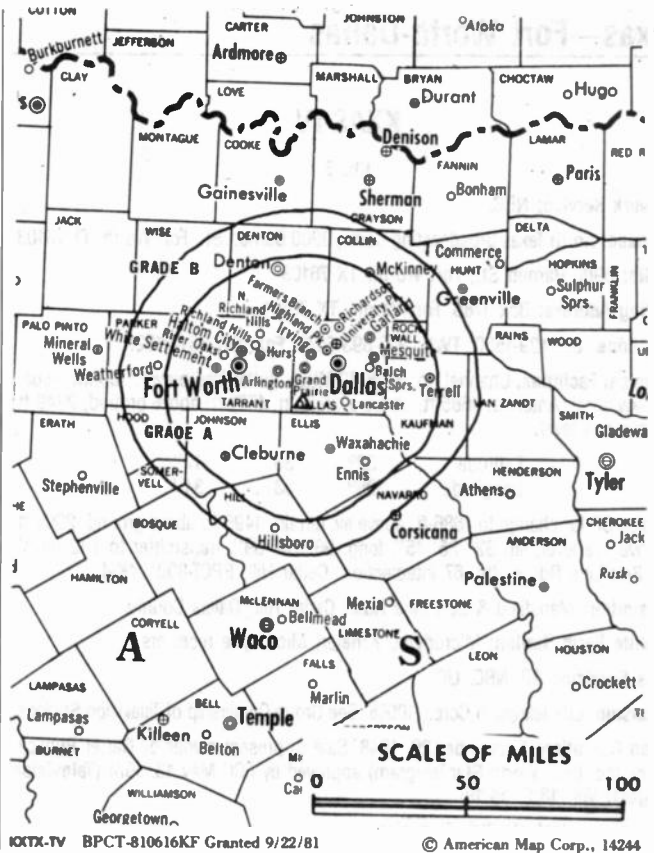 COTTON
Burkburnett
JEFFERSON
CARTER
Ardmore
JOHNSTON
Atoka
CLAY
LOVE
MARSHALL
BRYAN
Durant
CHOCTAW
Hugo
S
MONTAGUE
COOKE
Denison
FANNIN
LAMAR
RED R
Gainesville
Sherman
Bonham
Paris
JACK
WISE
DENTON
GRAYSON
COLLIN
DELTA
GRADE B
Denton
McKinney
Commerce
HUNT
HOPKINS
Sulphur
Sprs.
FRANKLIN
Greenville
Farmers Branch
Highland
Irving
Richardson
University Pk.
Garland
N.
Richland
Hills
Richland Hills
Haltom City
River Oaks
White Settlement
Hurs
ROCK
WALL
Mesquite
RAINS
WOOD
PALO PINTO
Mineral
Wells
PARKER
Weatherford
Fort Worth
Arlington
Grand
Dallas
Balch
Sprs.
Terrell
TARRANT
DALLAS
Lancaster
VAN ZANDT
ERATH
HOOD
JOHNSON
ELLIS
KAUFMAN
SMITH
Gladewa
GRADE A
Cleburne
Waxahachie
Ennis
HENDERSON
Tyler
Stephenville
SOMER-
VELL
HILL
NAVARRO
Athens
CHEROKEE
BOSQUE
Hillsboro
Corsicana
ANDERSON
Jack
Rusk
HAMILTON
Palestine
McLENNAN
Bellmead
Mexia
FREESTONE
CORYELL
A
Waco
LIMESTONE
S
HOUSTON
LEON
LAMPASAS
FALLS
Marlin
Crockett
Lampasas
BELL
Killeen
Temple
Belton
BURNET
SCALE OF MILES
WILLIAMSON
0 50 100
Georgetown
KXTX-TV BPCT-810616KF Granted 9/22/81 © American Map Corp., 14244